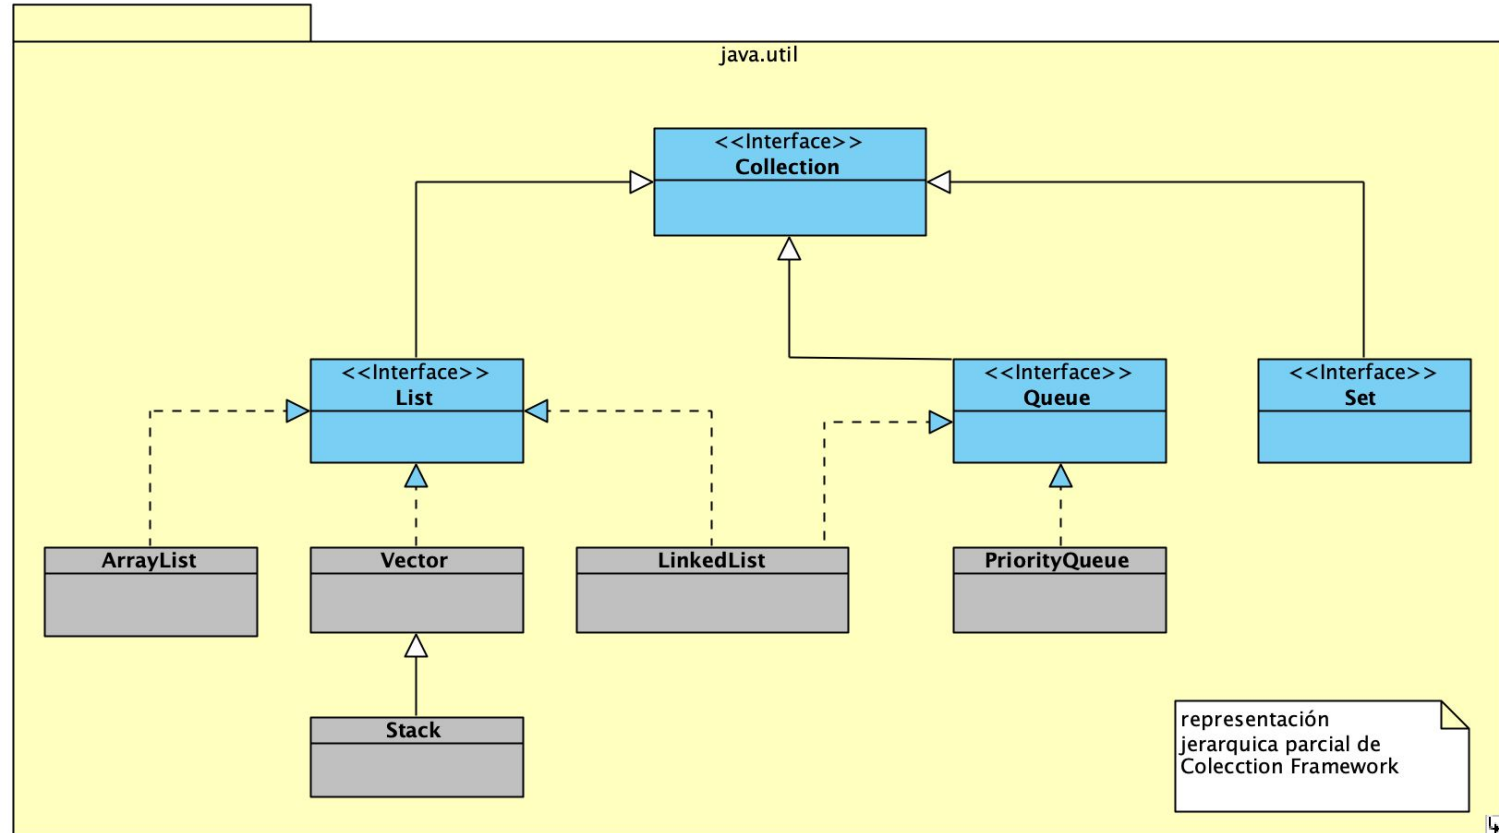 java.util
<<Interface>>
Collection
<<Interface>>
List
<<Interface>>
Queue
<<Interface>>
Set
ArrayList
Vector
LinkedList
PriorityQueue
Stack
representación
jerarquica parcial de
Colecction Framework